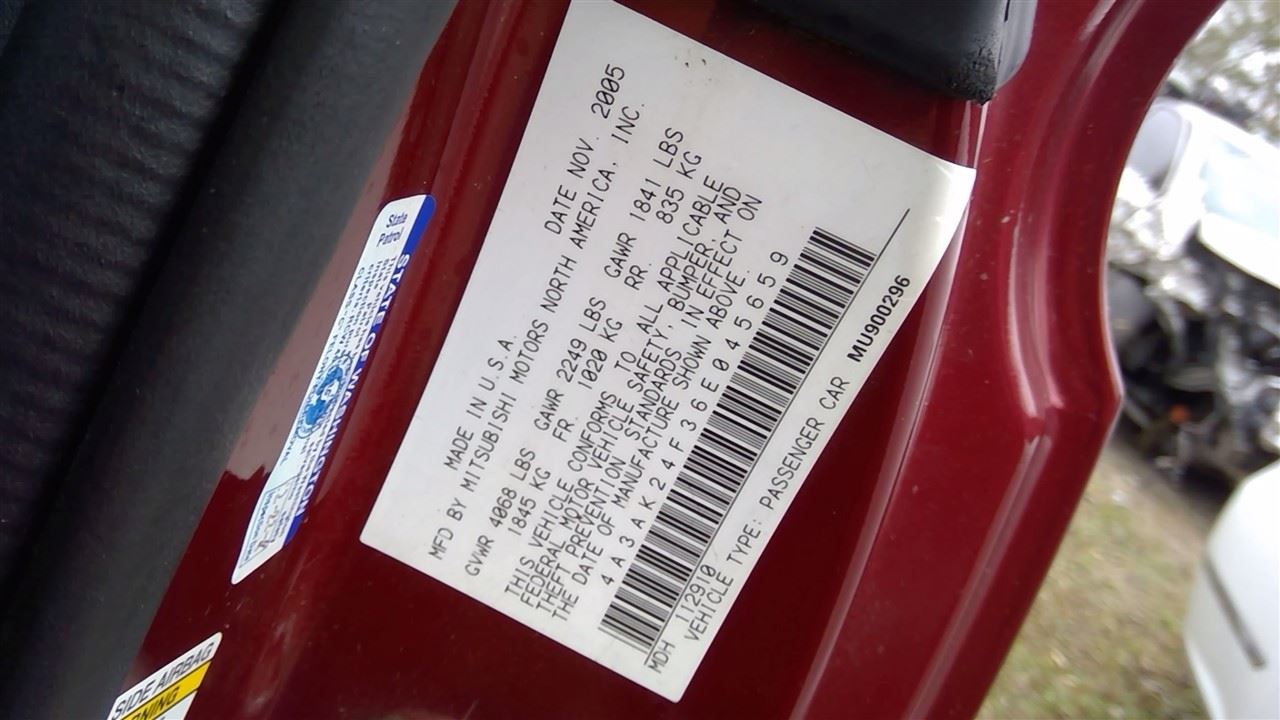 MADE IN U.S.A. DATE NOV. 2005
MFD BY MITSUBISHI MOTORS NORTH AMERICA, INC.
GVWR 4068 LBS GAWR 2249 LBS GAWR 1841 LBS
1845 KG FR. 1020 KG RR. 835 KG
THIS VEHICLE CONFORMS TO ALL APPLICABLE
FEDERAL MOTOR VEHICLE SAFETY, BUMPER, AND
THEFT PREVENTION STANDARDS IN EFFECT ON
THE DATE OF MANUFACTURE SHOWN ABOVE.
4A3AK24F36E045659
MDH 112910
VEHICLE TYPE: PASSENGER CAR MU900296
State
Patrol
STATE OF WASHINGTON
SIDE AIRBAG